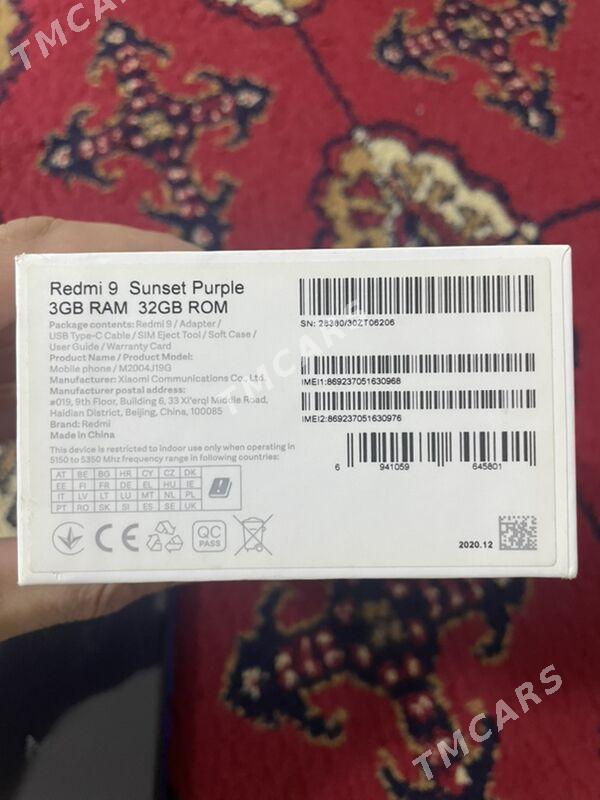 TMCARS
Redmi 9 Sunset Purple
3GB RAM 32GB ROM
Package contents: Redmi 9 / Adapter /
USB Type-C Cable / SIM Eject Tool / Soft Case /
User Guide / Warranty Card
Product Name / Product Model:
Mobile phone / M2004J19G
Manufacturer: Xiaomi Communications Co., Ltd.
Manufacturer postal address:
#019, 9th Floor, Building 6, 33 Xi'erqi Middle Road,
Haidian District, Beijing, China, 100085
Brand: Redmi
Made in China
This device is restricted to indoor use only when operating in
5150 to 5350 Mhz frequency range in following countries:
AT BE BG HR CY CZ DK
EE FI FR DE EL HU IE
IT LV LT LU MT NL PL
PT RO SK SI ES SE UK
CE
QC
PASS
SN: 28380/30ZT06206
IMEI1:869237051630968
IMEI2:869237051630976
6 941059 645801
2020.12
TMCARS
TMCARS